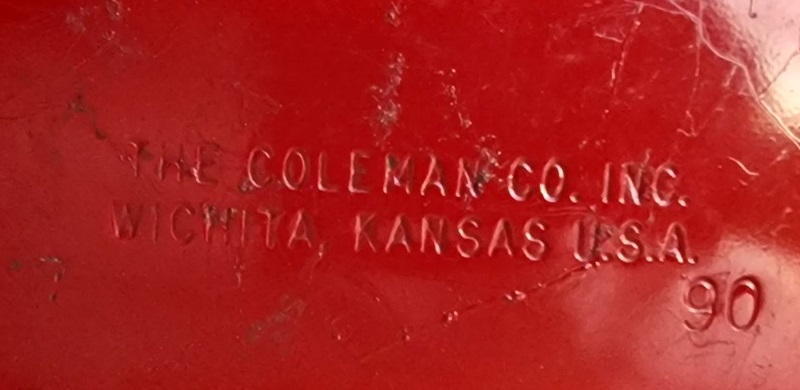 THE COLEMAN CO. INC.
WICHITA, KANSAS U.S.A.
90